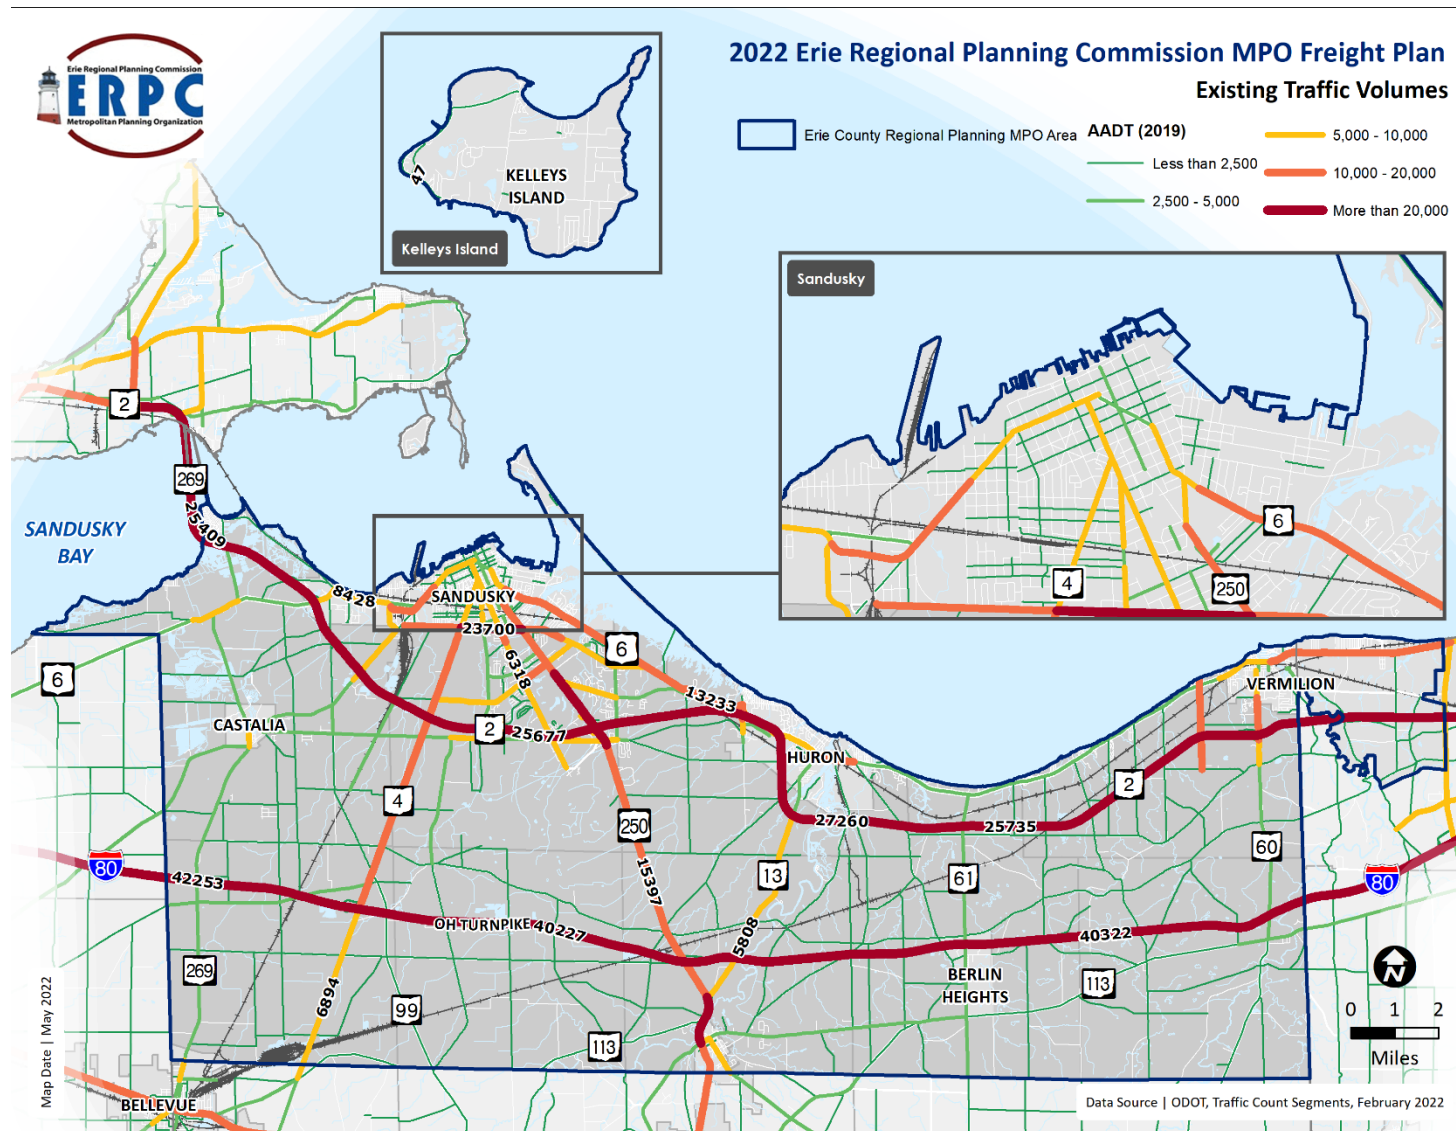 2022 Erie Regional Planning Commission MPO Freight Plan
Existing Traffic Volumes
Erie Regional Planning Commission
ERPC
Metropolitan Planning Organization
Erie County Regional Planning MPO Area
AADT (2019)
Less than 2,500
2,500 - 5,000
5,000 - 10,000
10,000 - 20,000
More than 20,000
47
KELLEYS
ISLAND
Kelleys Island
Sandusky
6
4
250
2
269
25409
SANDUSKY
BAY
8428
SANDUSKY
23700
6318
6
6
13233
VERMILION
CASTALIA
2
25677
HURON
2
4
250
27260
25735
60
80
42253
15397
13
61
80
OH TURNPIKE
40227
5808
40322
269
6894
99
BERLIN
HEIGHTS
113
113
BELLEVUE
N
0 1 2
Miles
Map Date | May 2022
Data Source | ODOT, Traffic Count Segments, February 2022